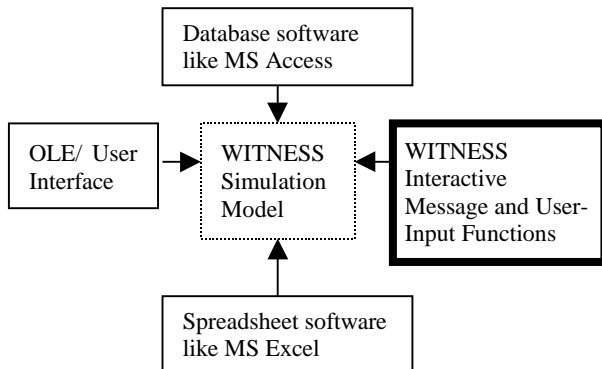 Database software
like MS Access
OLE/ User
Interface
WITNESS
Simulation
Model
WITNESS
Interactive
Message and User-
Input Functions
Spreadsheet software
like MS Excel